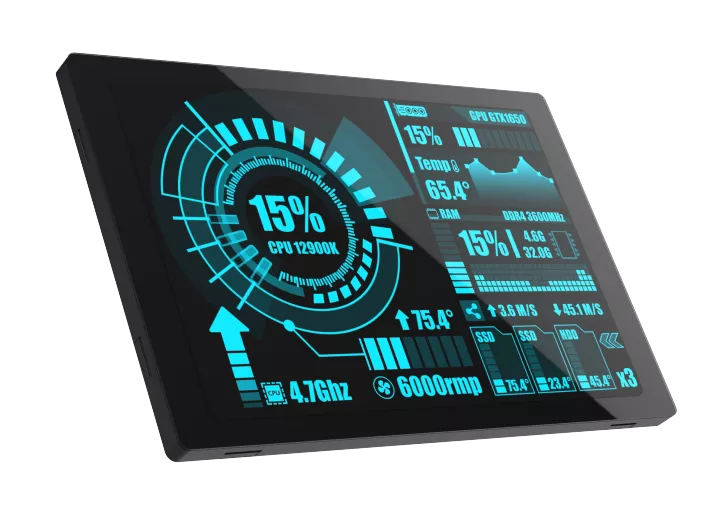 15%
CPU 12900X
75.4°
CPU
4.7Ghz
6000rmp
GPU GTX1650
15%
Temp
65.4°
RAM
DDR4 3600MHz
15%
4.6G
32.0G
3.6 M/S
45.1 M/S
SSD
SSD
HDD
75.4°
23.4°
45.4°
X3